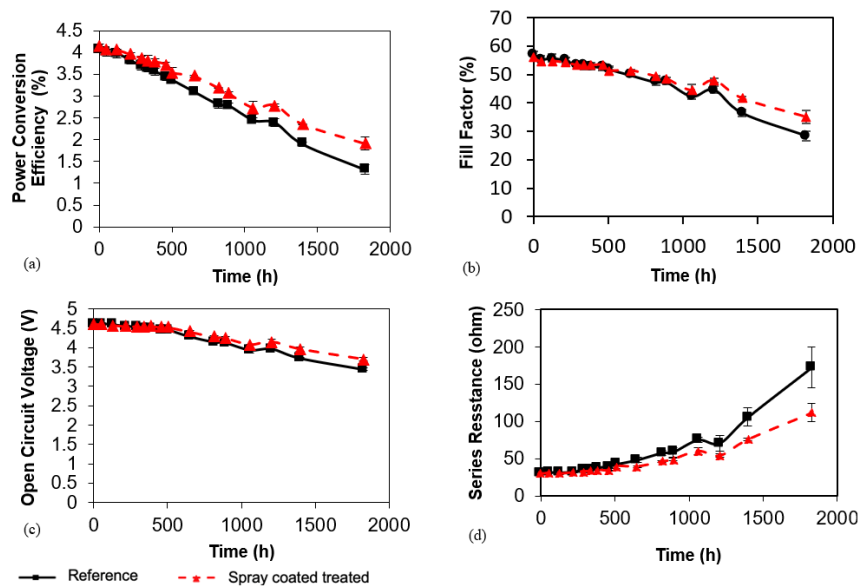 4.5
4
3.5
3
2.5
2
1.5
1
0.5
0
Power Conversion
Efficiency (%)
0 500 1000 1500 2000
Time (h)
(a)
70
60
50
40
30
20
10
0
Fill Factor (%)
0 500 1000 1500 2000
Time (h)
(b)
5
4.5
4
3.5
5
2.5
2
1.5
1
0.5
0
Open Circuit Voltage (V)
0 500 1000 1500 2000
Time (h)
(c)
250
200
150
100
50
0
Series Resstance (ohm)
0 500 1000 1500 2000
Time (h)
(d)
Reference
Spray coated treated